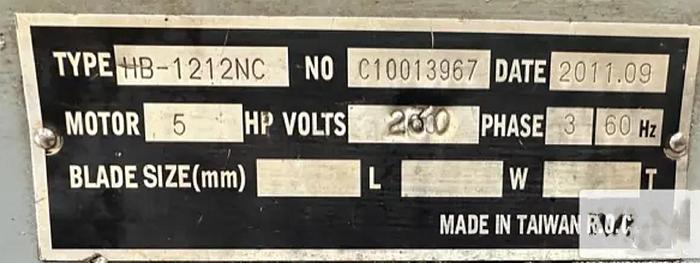 TYPE HB-1212NC NO C10013967 DATE 2011.09
MOTOR 5 HP VOLTS PHASE 3 60 Hz
BLADE SIZE(mm) L W T
MADE IN TAIWAN R.O.C